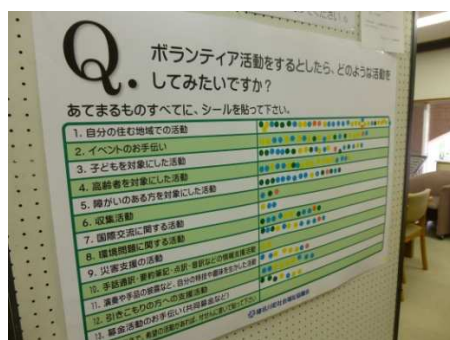 Q. ボランティア活動をするとしたら、どのような活動を
してみたいですか?
あてはまるものすべてに、シールを貼って下さい。
1. 自分の住む地域での活動
2. イベントのお手伝い
3. 子どもを対象にした活動
4. 高齢者を対象にした活動
5. 障がいのある方を対象にした活動
6. 収集活動
7. 国際交流に関する活動
8. 環境問題に関する活動
9. 災害支援の活動
10. 手話通訳・要約筆記・点訳・音訳などの情報支援活動
11. 演奏や手品の披露など、自分の特技や趣味を生かした活動
12. 引きこもりの方への支援活動
13. 募金活動のお手伝い(共同募金など)